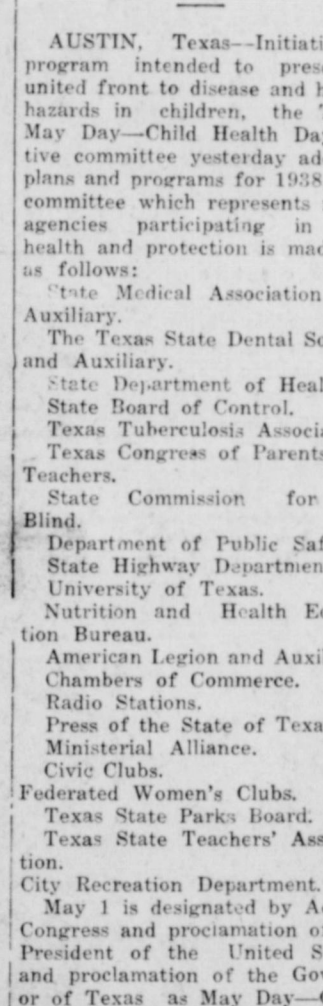 AUSTIN, Texas--Initiati
program intended to pres
united front to disease and h
hazards in children, the
May Day—Child Health Da
tive committee yesterday ad
plans and programs for 1938
committee which represents
agencies participating in
health and protection is mad
as follows:
State Medical Association
Auxiliary.
The Texas State Dental So
and Auxiliary.
State Department of Heal
State Board of Control.
Texas Tuberculosis Associa
Texas Congress of Parents
Teachers.
State Commission for
Blind.
Department of Public Saf
State Highway Departmen
University of Texas.
Nutrition and Health Ed
tion Bureau.
American Legion and Auxi
Chambers of Commerce.
Radio Stations.
Press of the State of Texa
Ministerial Alliance.
Civic Clubs.
Federated Women's Clubs.
Texas State Parks Board.
Texas State Teachers' Ass
tion.
City Recreation Department.
May 1 is designated by A
Congress and proclamation o
President of the United S
and proclamation of the Gov
or of Texas as May Day—